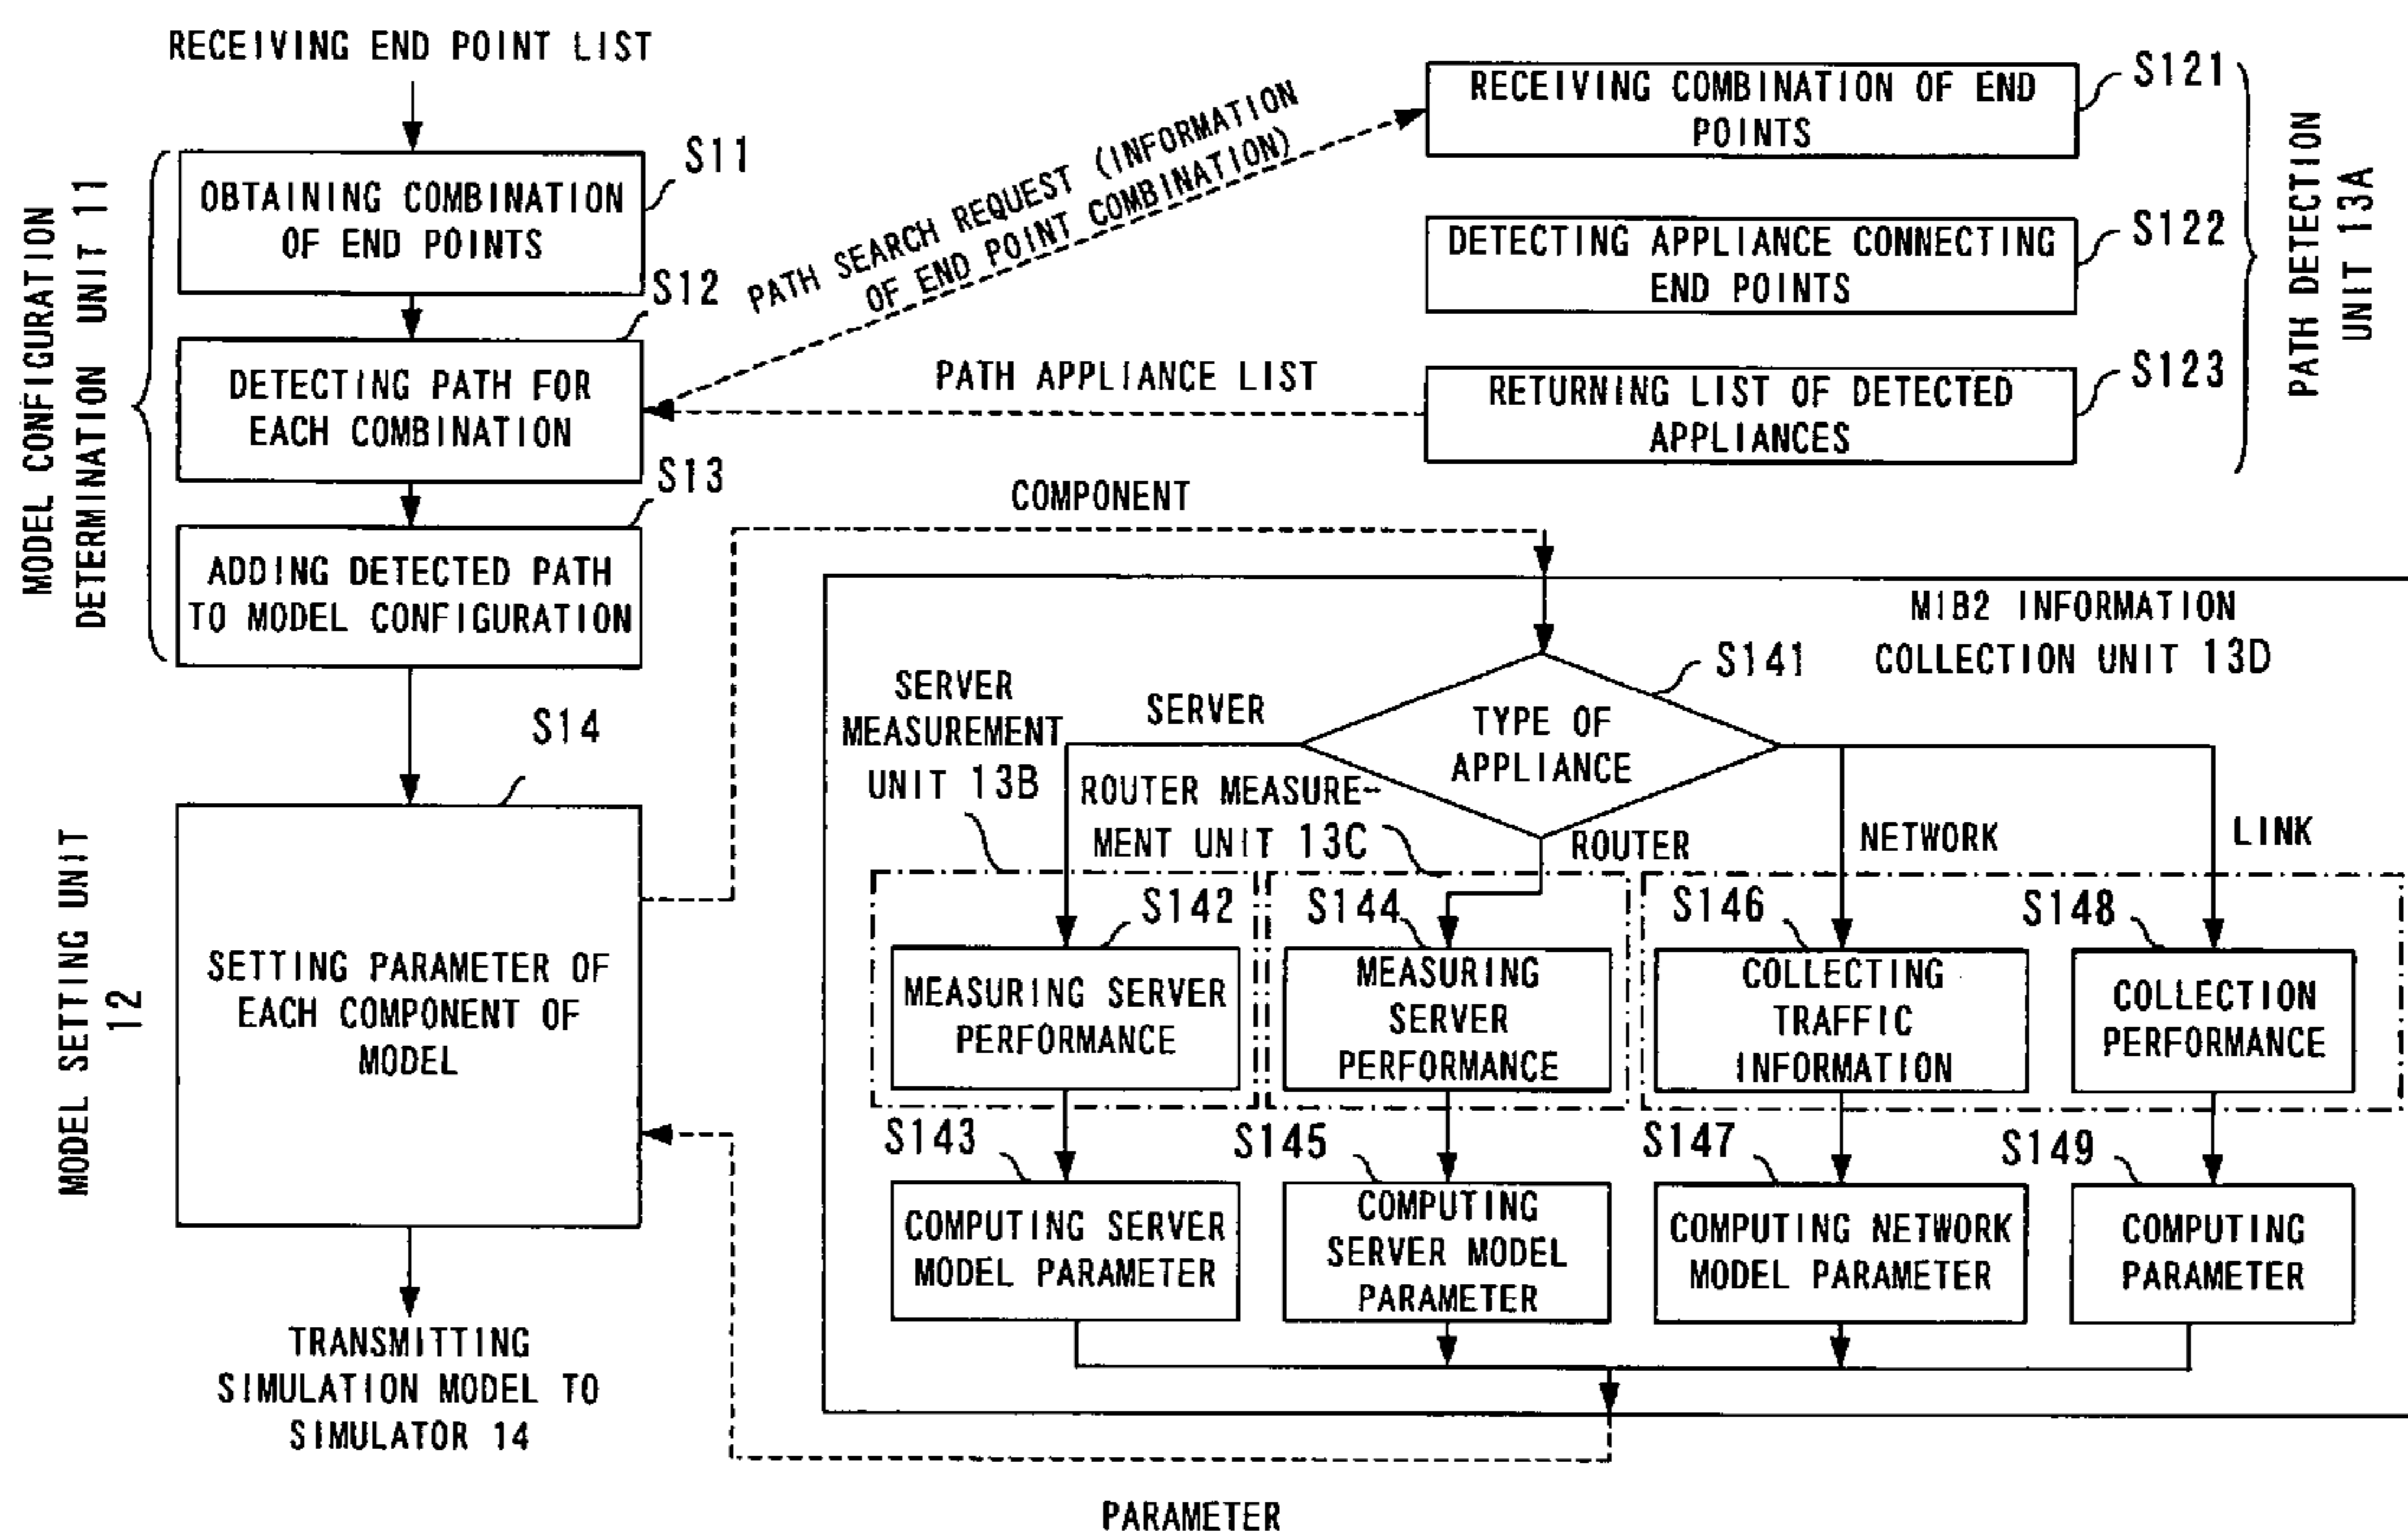 RECEIVING END POINT LIST
MODEL CONFIGURATION
DETERMINATION UNIT 11
S11
OBTAINING COMBINATION
OF END POINTS
S12
DETECTING PATH FOR
EACH COMBINATION
S13
ADDING DETECTED PATH
TO MODEL CONFIGURATION
PATH SEARCH REQUEST (INFORMATION
OF END POINT COMBINATION)
PATH APPLIANCE LIST
S121
RECEIVING COMBINATION OF END
POINTS
S122
DETECTING APPLIANCE CONNECTING
END POINTS
S123
RETURNING LIST OF DETECTED
APPLIANCES
PATH DETECTION
UNIT 13A
MODEL SETTING UNIT
12
S14
SETTING PARAMETER OF
EACH COMPONENT OF
MODEL
TRANSMITTING
SIMULATION MODEL TO
SIMULATOR 14
COMPONENT
MIB2 INFORMATION
COLLECTION UNIT 13D
S141
TYPE OF
APPLIANCE
SERVER
MEASUREMENT
UNIT 13B
SERVER
ROUTER MEASURE-
MENT UNIT 13C
ROUTER
NETWORK
LINK
S142
MEASURING SERVER
PERFORMANCE
S144
MEASURING
SERVER
PERFORMANCE
S146
COLLECTING
TRAFFIC
INFORMATION
S148
COLLECTION
PERFORMANCE
S143
COMPUTING SERVER
MODEL PARAMETER
S145
COMPUTING
SERVER MODEL
PARAMETER
S147
COMPUTING NETWORK
MODEL PARAMETER
S149
COMPUTING
PARAMETER
PARAMETER